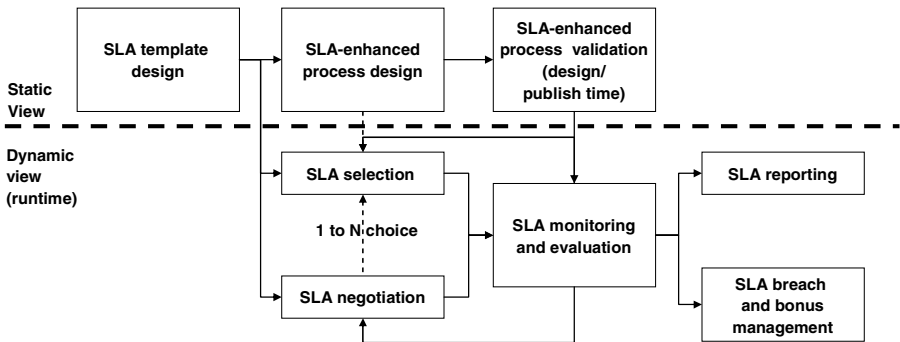 SLA template
design
SLA-enhanced
process design
SLA-enhanced
process validation
(design/
publish time)
Static
View
Dynamic
view
(runtime)
SLA selection
1 to N choice
SLA negotiation
SLA monitoring
and evaluation
SLA reporting
SLA breach
and bonus
management